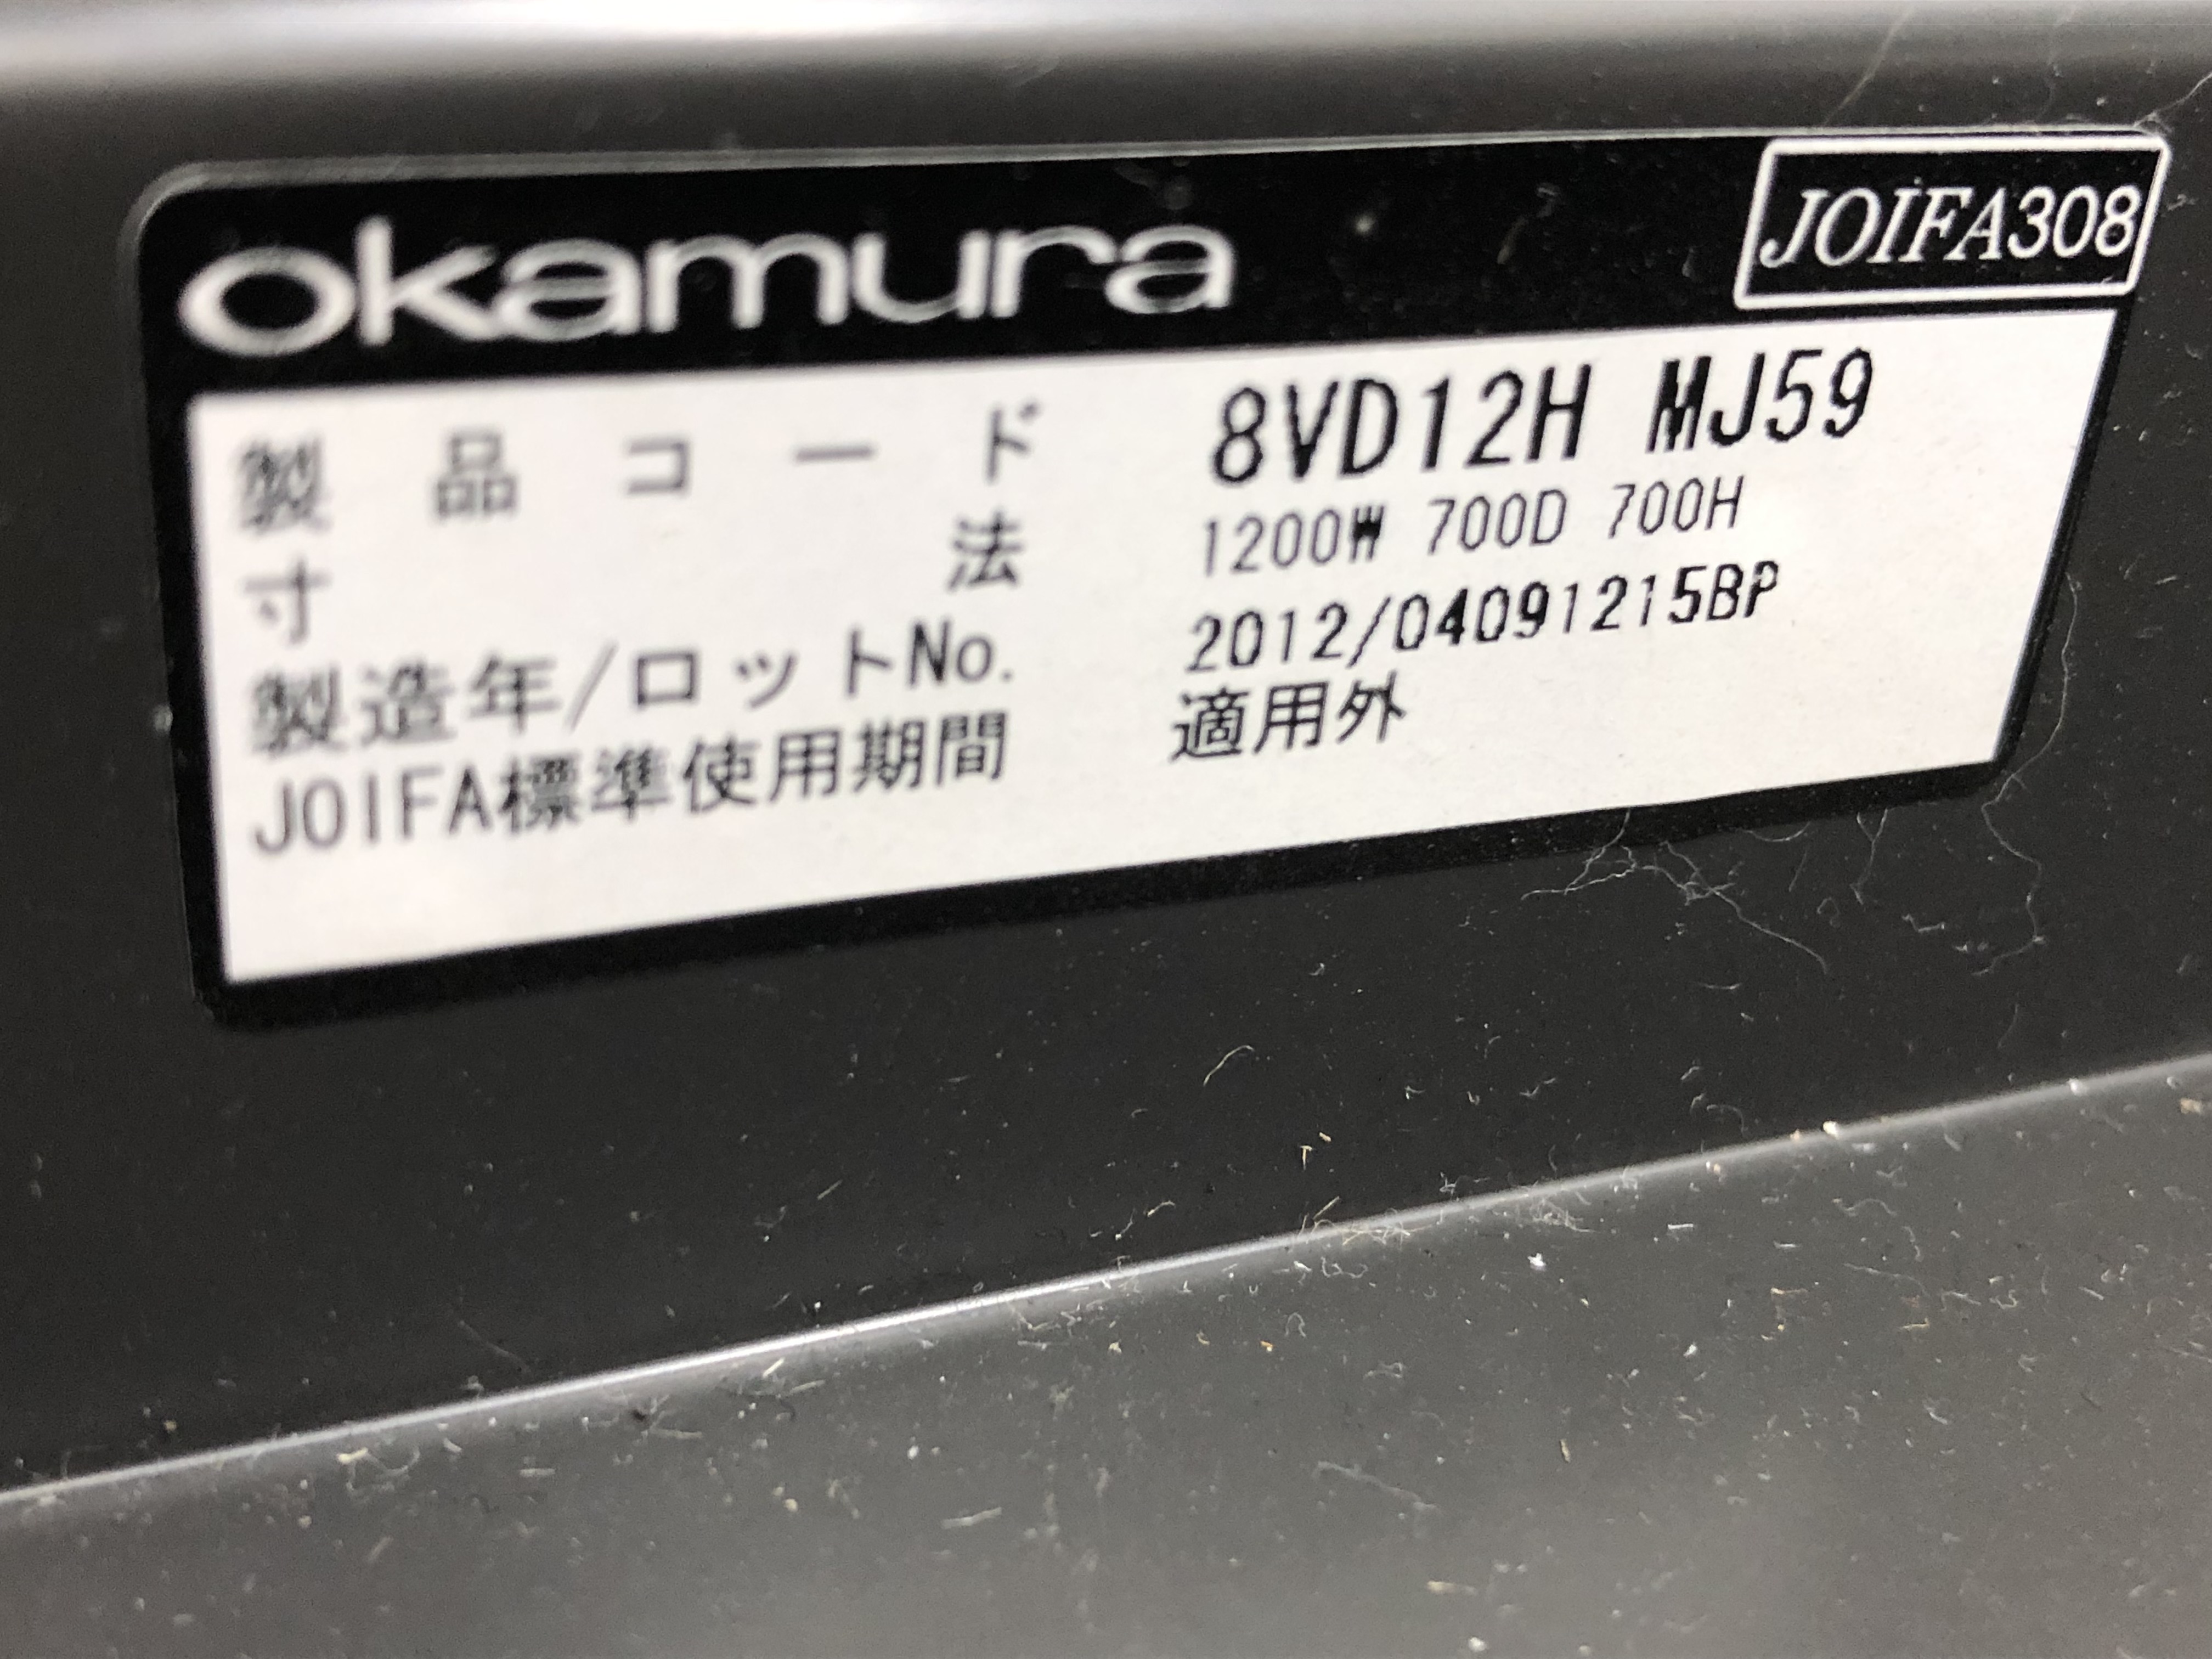 okamura JOIFA308
製品コード 8VD12H MJ59
寸法 1200W 700D 700H
製造年/ロットNo. 2012/04091215BP
JOIFA標準使用期間 適用外